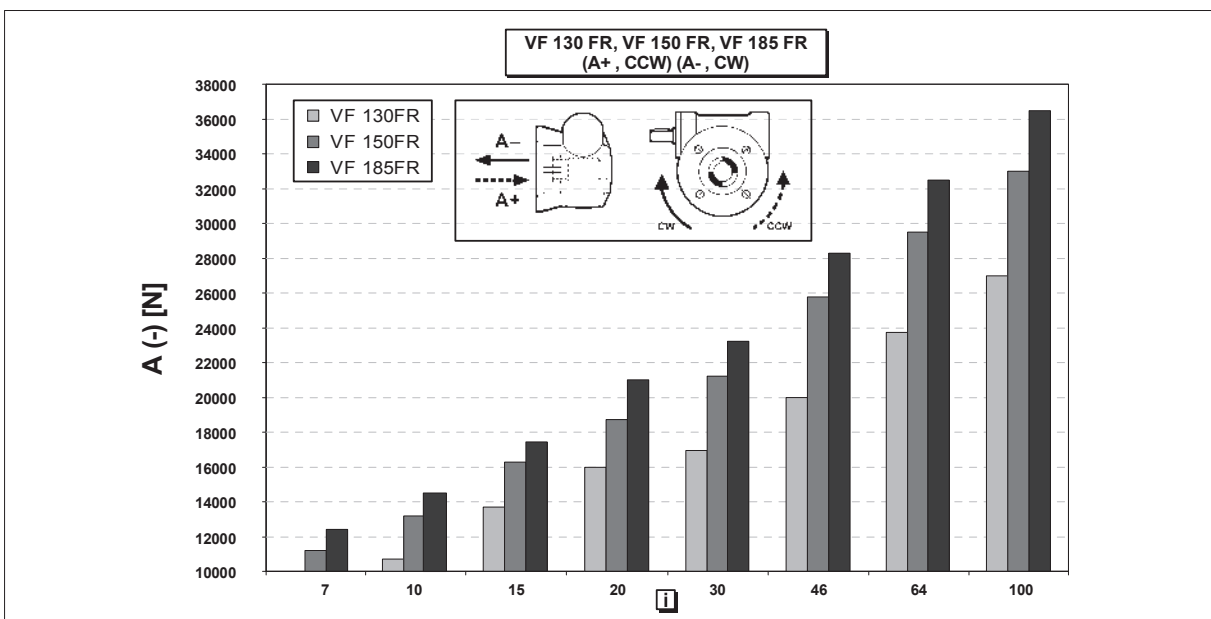 VF 130 FR, VF 150 FR, VF 185 FR
(A+ , CCW) (A- , CW)
38000
36000
34000
32000
30000
28000
26000
24000
22000
20000
18000
16000
14000
12000
10000
A (-) [N]
VF 130FR
VF 150FR
VF 185FR
A-
A+
CW
CCW
7 10 15 20 30 46 64 100
i